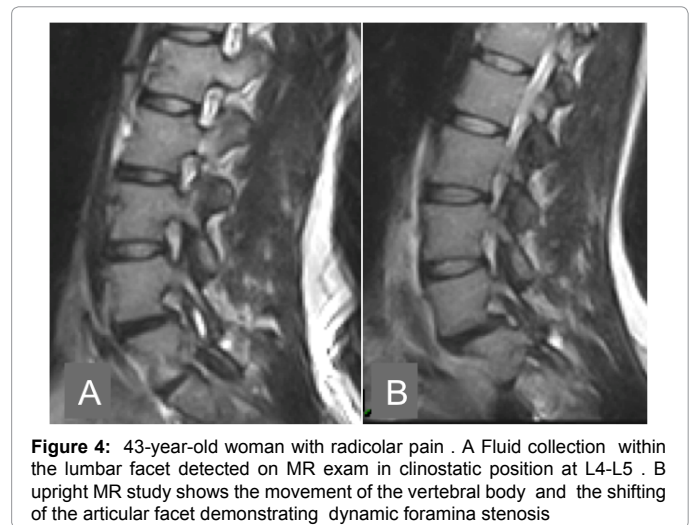 A
B
Figure 4: 43-year-old woman with radicolar pain . A Fluid collection within
the lumbar facet detected on MR exam in clinostatic position at L4-L5 . B
upright MR study shows the movement of the vertebral body and the shifting
of the articular facet demonstrating dynamic foramina stenosis